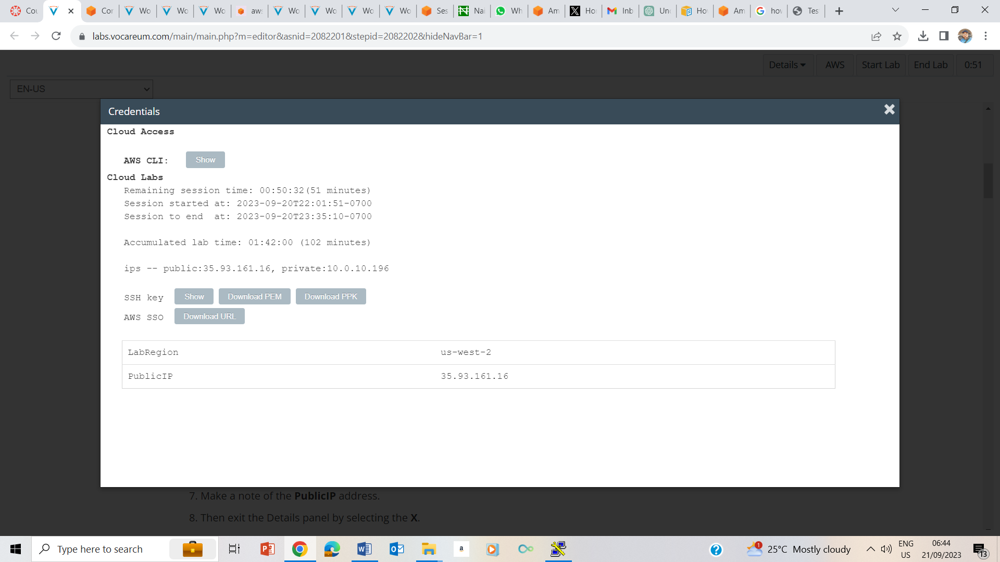 Cou
Cor
Wo
Wo
Wo
aws
Wo
Wo
Wo
Wo
Ses
Nai
Wh
Am
Ho
Inb
Un
Ho
Am
how
Tes
labs.vocareum.com/main/main.php?m=editor&asnid=2082201&stepid=2082202&hideNavBar=1
Details AWS Start Lab End Lab 0:51
EN-US
Credentials
Cloud Access
AWS CLI: Show
Cloud Labs
Remaining session time: 00:50:32(51 minutes)
Session started at: 2023-09-20T22:01:51-0700
Session to end at: 2023-09-20T23:35:10-0700
Accumulated lab time: 01:42:00 (102 minutes)
ips -- public:35.93.161.16, private:10.0.10.196
SSH key Show Download PEM Download PPK
AWS SSO Download URL
LabRegion us-west-2
PublicIP 35.93.161.16
7. Make a note of the PublicIP address.
8. Then exit the Details panel by selecting the X.
Type here to search
a
1
25°C Mostly cloudy
ENG
US
06:44
21/09/2023
13